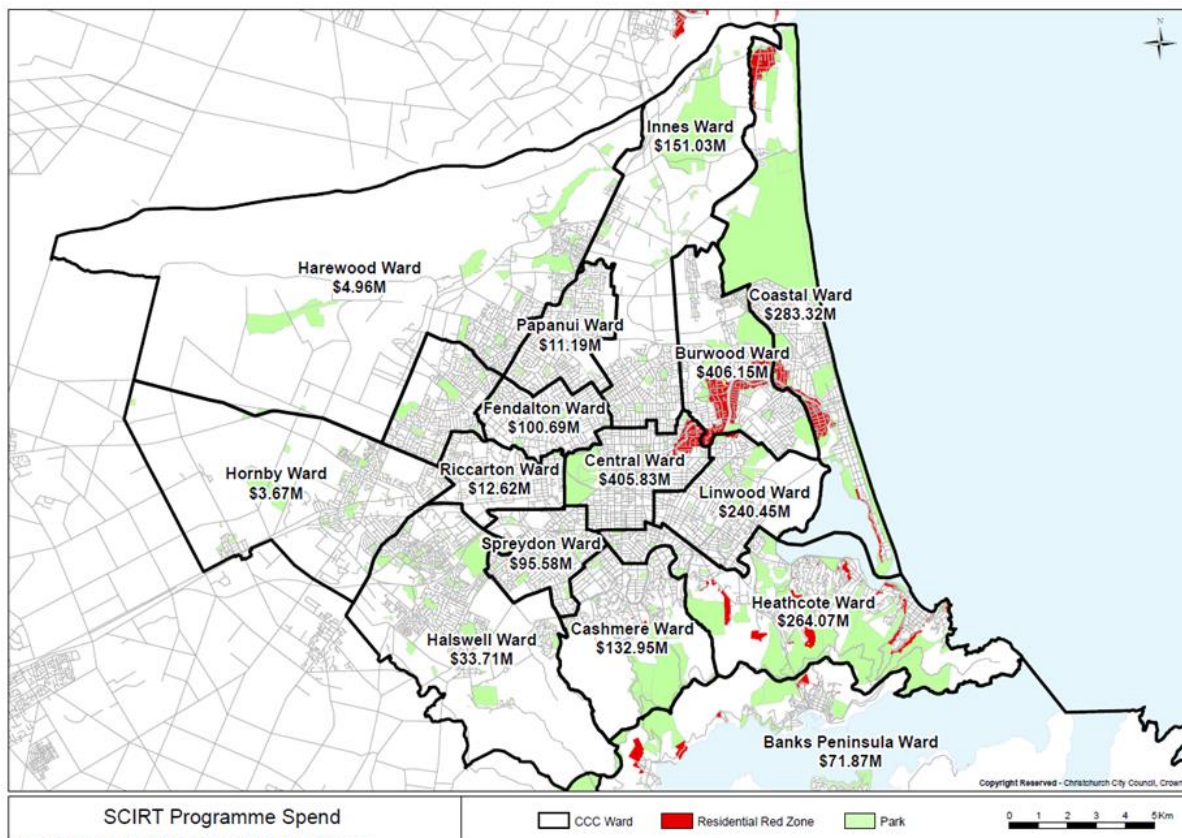 N
Innes Ward
$151.03M
Harewood Ward
$4.96M
Coastal Ward
$283.32M
Papanui Ward
$11.19M
Burwood Ward
$406.15M
Fendalton Ward
$100.69M
Hornby Ward
$3.67M
Riccarton Ward
$12.62M
Central Ward
$405.83M
Linwood Ward
$240.45M
Spreydon Ward
$95.58M
Heathcote Ward
$264.07M
Halswell Ward
$33.71M
Cashmere Ward
$132.95M
Banks Peninsula Ward
$71.87M
Copyright Reserved - Christchurch City Council, Crown
SCIRT Programme Spend
CCC Ward
Residential Red Zone
Park
0 1 2 3 4 5Km